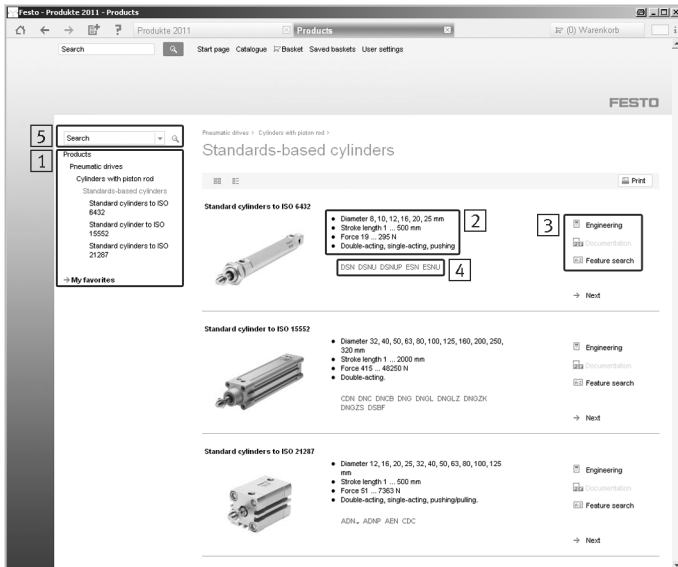 Festo - Produkte 2011 - Products
Produkte 2011
Products
(0) Warenkorb
i
Search
Start page Catalogue Basket Saved baskets User settings
FESTO
5
Search
1
Products
Pneumatic drives
Cylinders with piston rod
Standards-based cylinders
Standard cylinders to ISO
6432
Standard cylinder to ISO
15552
Standard cylinders to ISO
21287
→ My favorites
Pneumatic drives › Cylinders with piston rod ›
Standards-based cylinders
Print
Standard cylinders to ISO 6432
• Diameter 8, 10, 12, 16, 20, 25 mm
• Stroke length 1 ... 500 mm
• Force 19 ... 295 N
• Double-acting, single-acting, pushing
2
DSN DSNU DSNUP ESN ESNU
4
3
Engineering
Documentation
Feature search
→ Next
Standard cylinder to ISO 15552
• Diameter 32, 40, 50, 63, 80, 100, 125, 160, 200, 250,
320 mm
• Stroke length 1 ... 2000 mm
• Force 415 ... 48250 N
• Double-acting.
CDN DNC DNCB DNG DNGL DNGLZ DNGZK
DNGZS DSBF
Engineering
Documentation
Feature search
→ Next
Standard cylinders to ISO 21287
• Diameter 12, 16, 20, 25, 32, 40, 50, 63, 80, 100, 125
mm
• Stroke length 1 ... 500 mm
• Force 51 ... 7363 N
• Double-acting, single-acting, pushing/pulling.
ADN ADNP AEN CDC
Engineering
Documentation
Feature search
→ Next